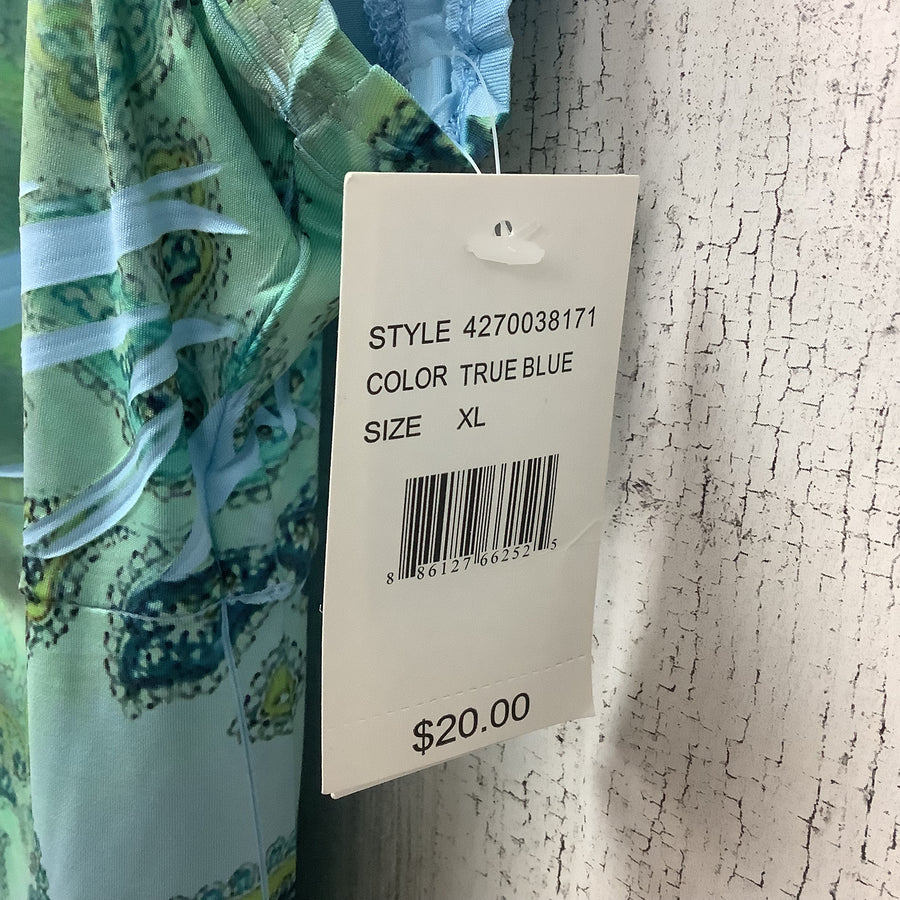 STYLE 4270038171
COLOR TRUE BLUE
SIZE XL
8 86127 66252 5
$20.00